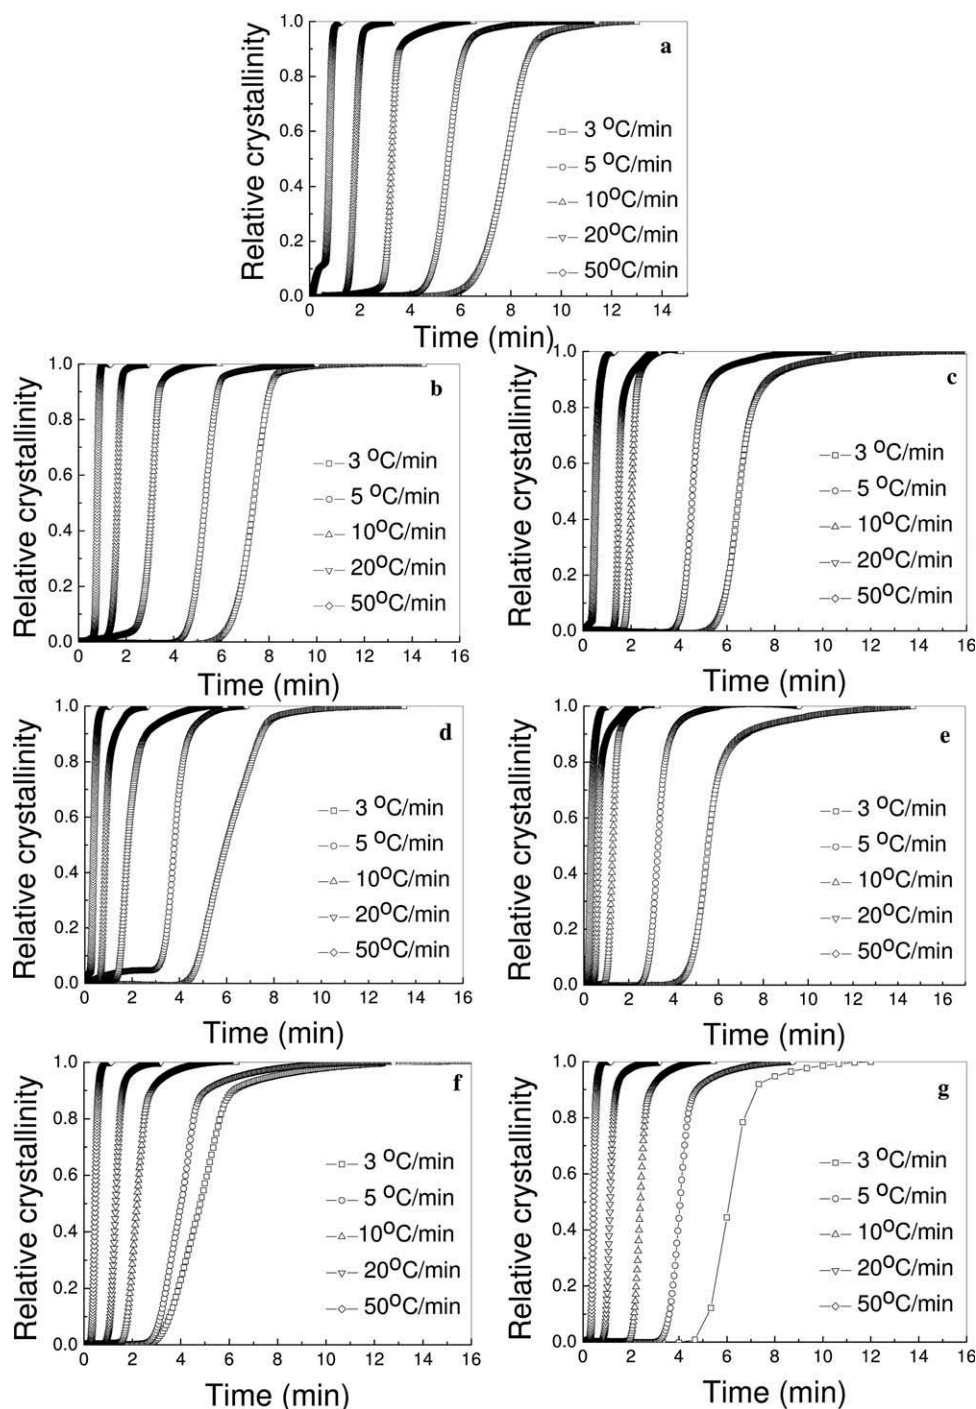 a
Relative crystallinity
1.0
0.8
0.6
0.4
0.2
0.0
3 °C/min
5 °C/min
10°C/min
20°C/min
50°C/min
0 2 4 6 8 10 12 14
Time (min)
b
Relative crystallinity
1.0
0.8
0.6
0.4
0.2
0.0
3 °C/min
5 °C/min
10°C/min
20°C/min
50°C/min
0 2 4 6 8 10 12 14 16
Time (min)
c
Relative crystallinity
1.0
0.8
0.6
0.4
0.2
0.0
3 °C/min
5 °C/min
10°C/min
20°C/min
50°C/min
0 2 4 6 8 10 12 14 16
Time (min)
d
Relative crystallinity
1.0
0.8
0.6
0.4
0.2
0.0
3 °C/min
5 °C/min
10°C/min
20°C/min
50°C/min
0 2 4 6 8 10 12 14 16
Time (min)
e
Relative crystallinity
1.0
0.8
0.6
0.4
0.2
0.0
3 °C/min
5 °C/min
10°C/min
20°C/min
50°C/min
0 2 4 6 8 10 12 14 16
Time (min)
f
Relative crystallinity
1.0
0.8
0.6
0.4
0.2
0.0
3 °C/min
5 °C/min
10°C/min
20°C/min
50°C/min
0 2 4 6 8 10 12 14 16
Time (min)
g
Relative crystallinity
1.0
0.8
0.6
0.4
0.2
0.0
3 °C/min
5 °C/min
10°C/min
20°C/min
50°C/min
0 2 4 6 8 10 12 14 16
Time (min)